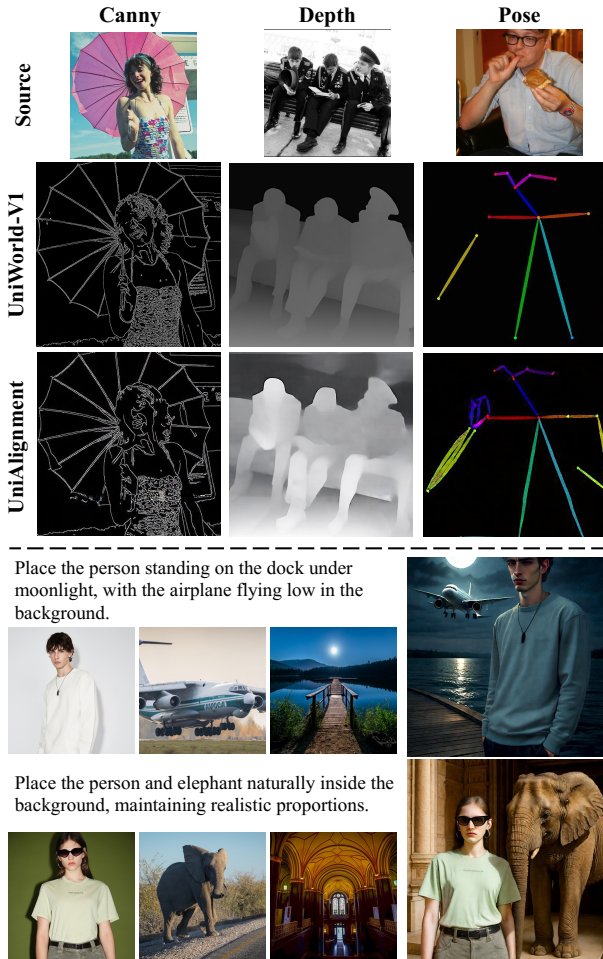 Canny Depth Pose
Source
UniWorld-V1
UniAlignment
Place the person standing on the dock under
moonlight, with the airplane flying low in the
background.
Place the person and elephant naturally inside the
background, maintaining realistic proportions.